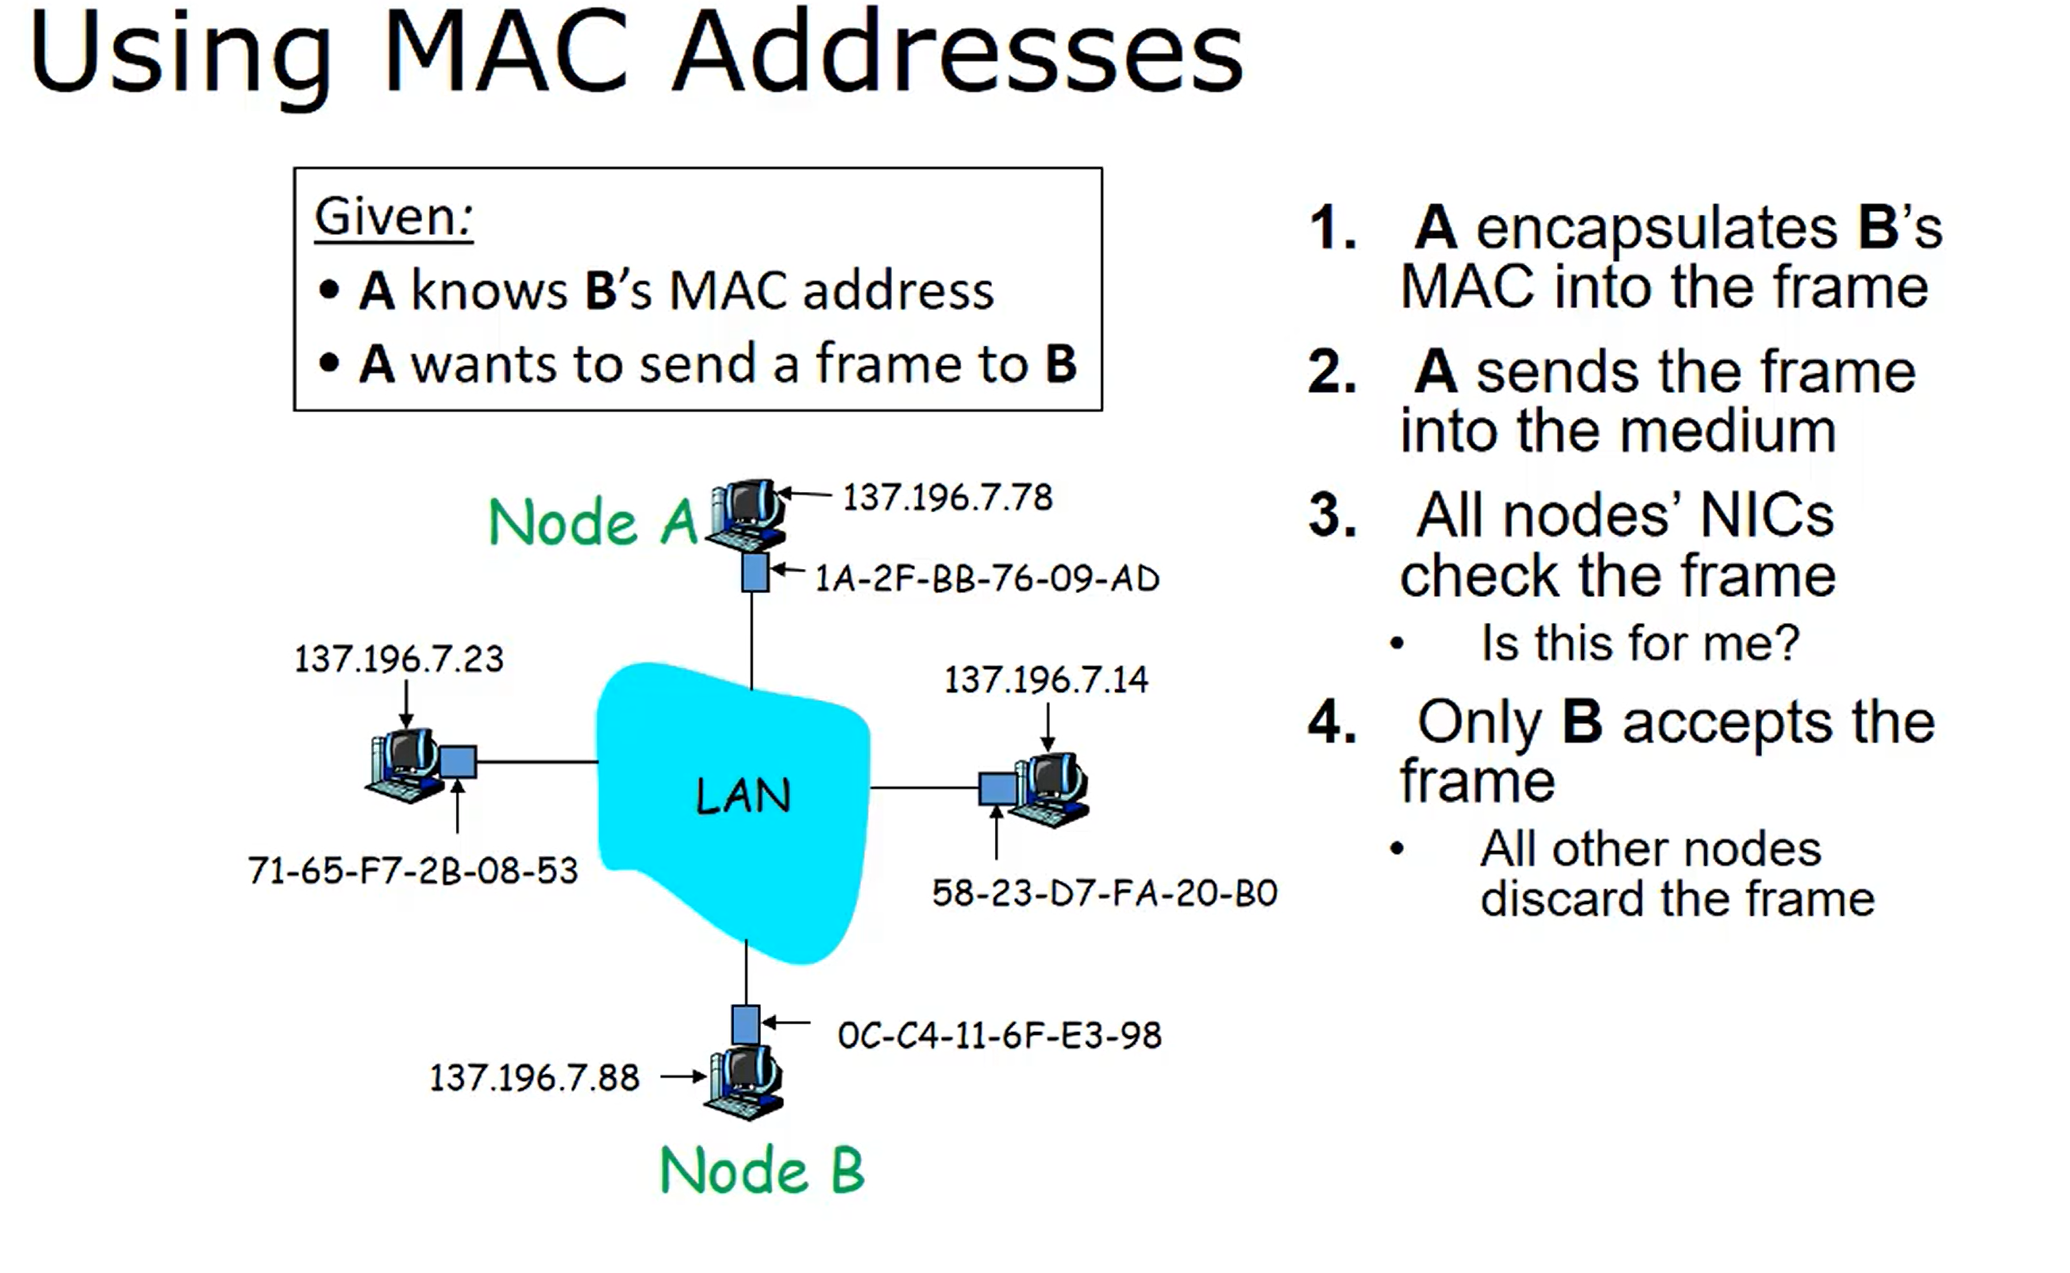 Using MAC Addresses
Given:
• A knows B’s MAC address
• A wants to send a frame to B
Node A
137.196.7.78
1A-2F-BB-76-09-AD
137.196.7.23
137.196.7.14
LAN
71-65-F7-2B-08-53
58-23-D7-FA-20-B0
0C-C4-11-6F-E3-98
137.196.7.88
Node B
1. A encapsulates B’s
MAC into the frame
2. A sends the frame
into the medium
3. All nodes’ NICs
check the frame
• Is this for me?
4. Only B accepts the
frame
• All other nodes
discard the frame